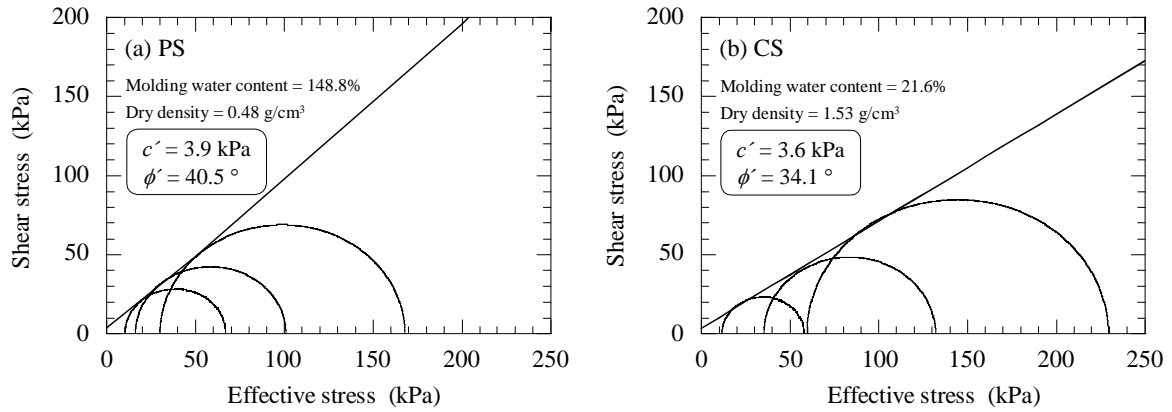 (a) PS
Molding water content = 148.8%
Dry density = 0.48 g/cm³
c´ = 3.9 kPa
ϕ´ = 40.5 °
Shear stress (kPa)
200
150
100
50
0
0 50 100 150 200 250
Effective stress (kPa)
(b) CS
Molding water content = 21.6%
Dry density = 1.53 g/cm³
c´ = 3.6 kPa
ϕ´ = 34.1 °
Shear stress (kPa)
200
150
100
50
0
0 50 100 150 200 250
Effective stress (kPa)